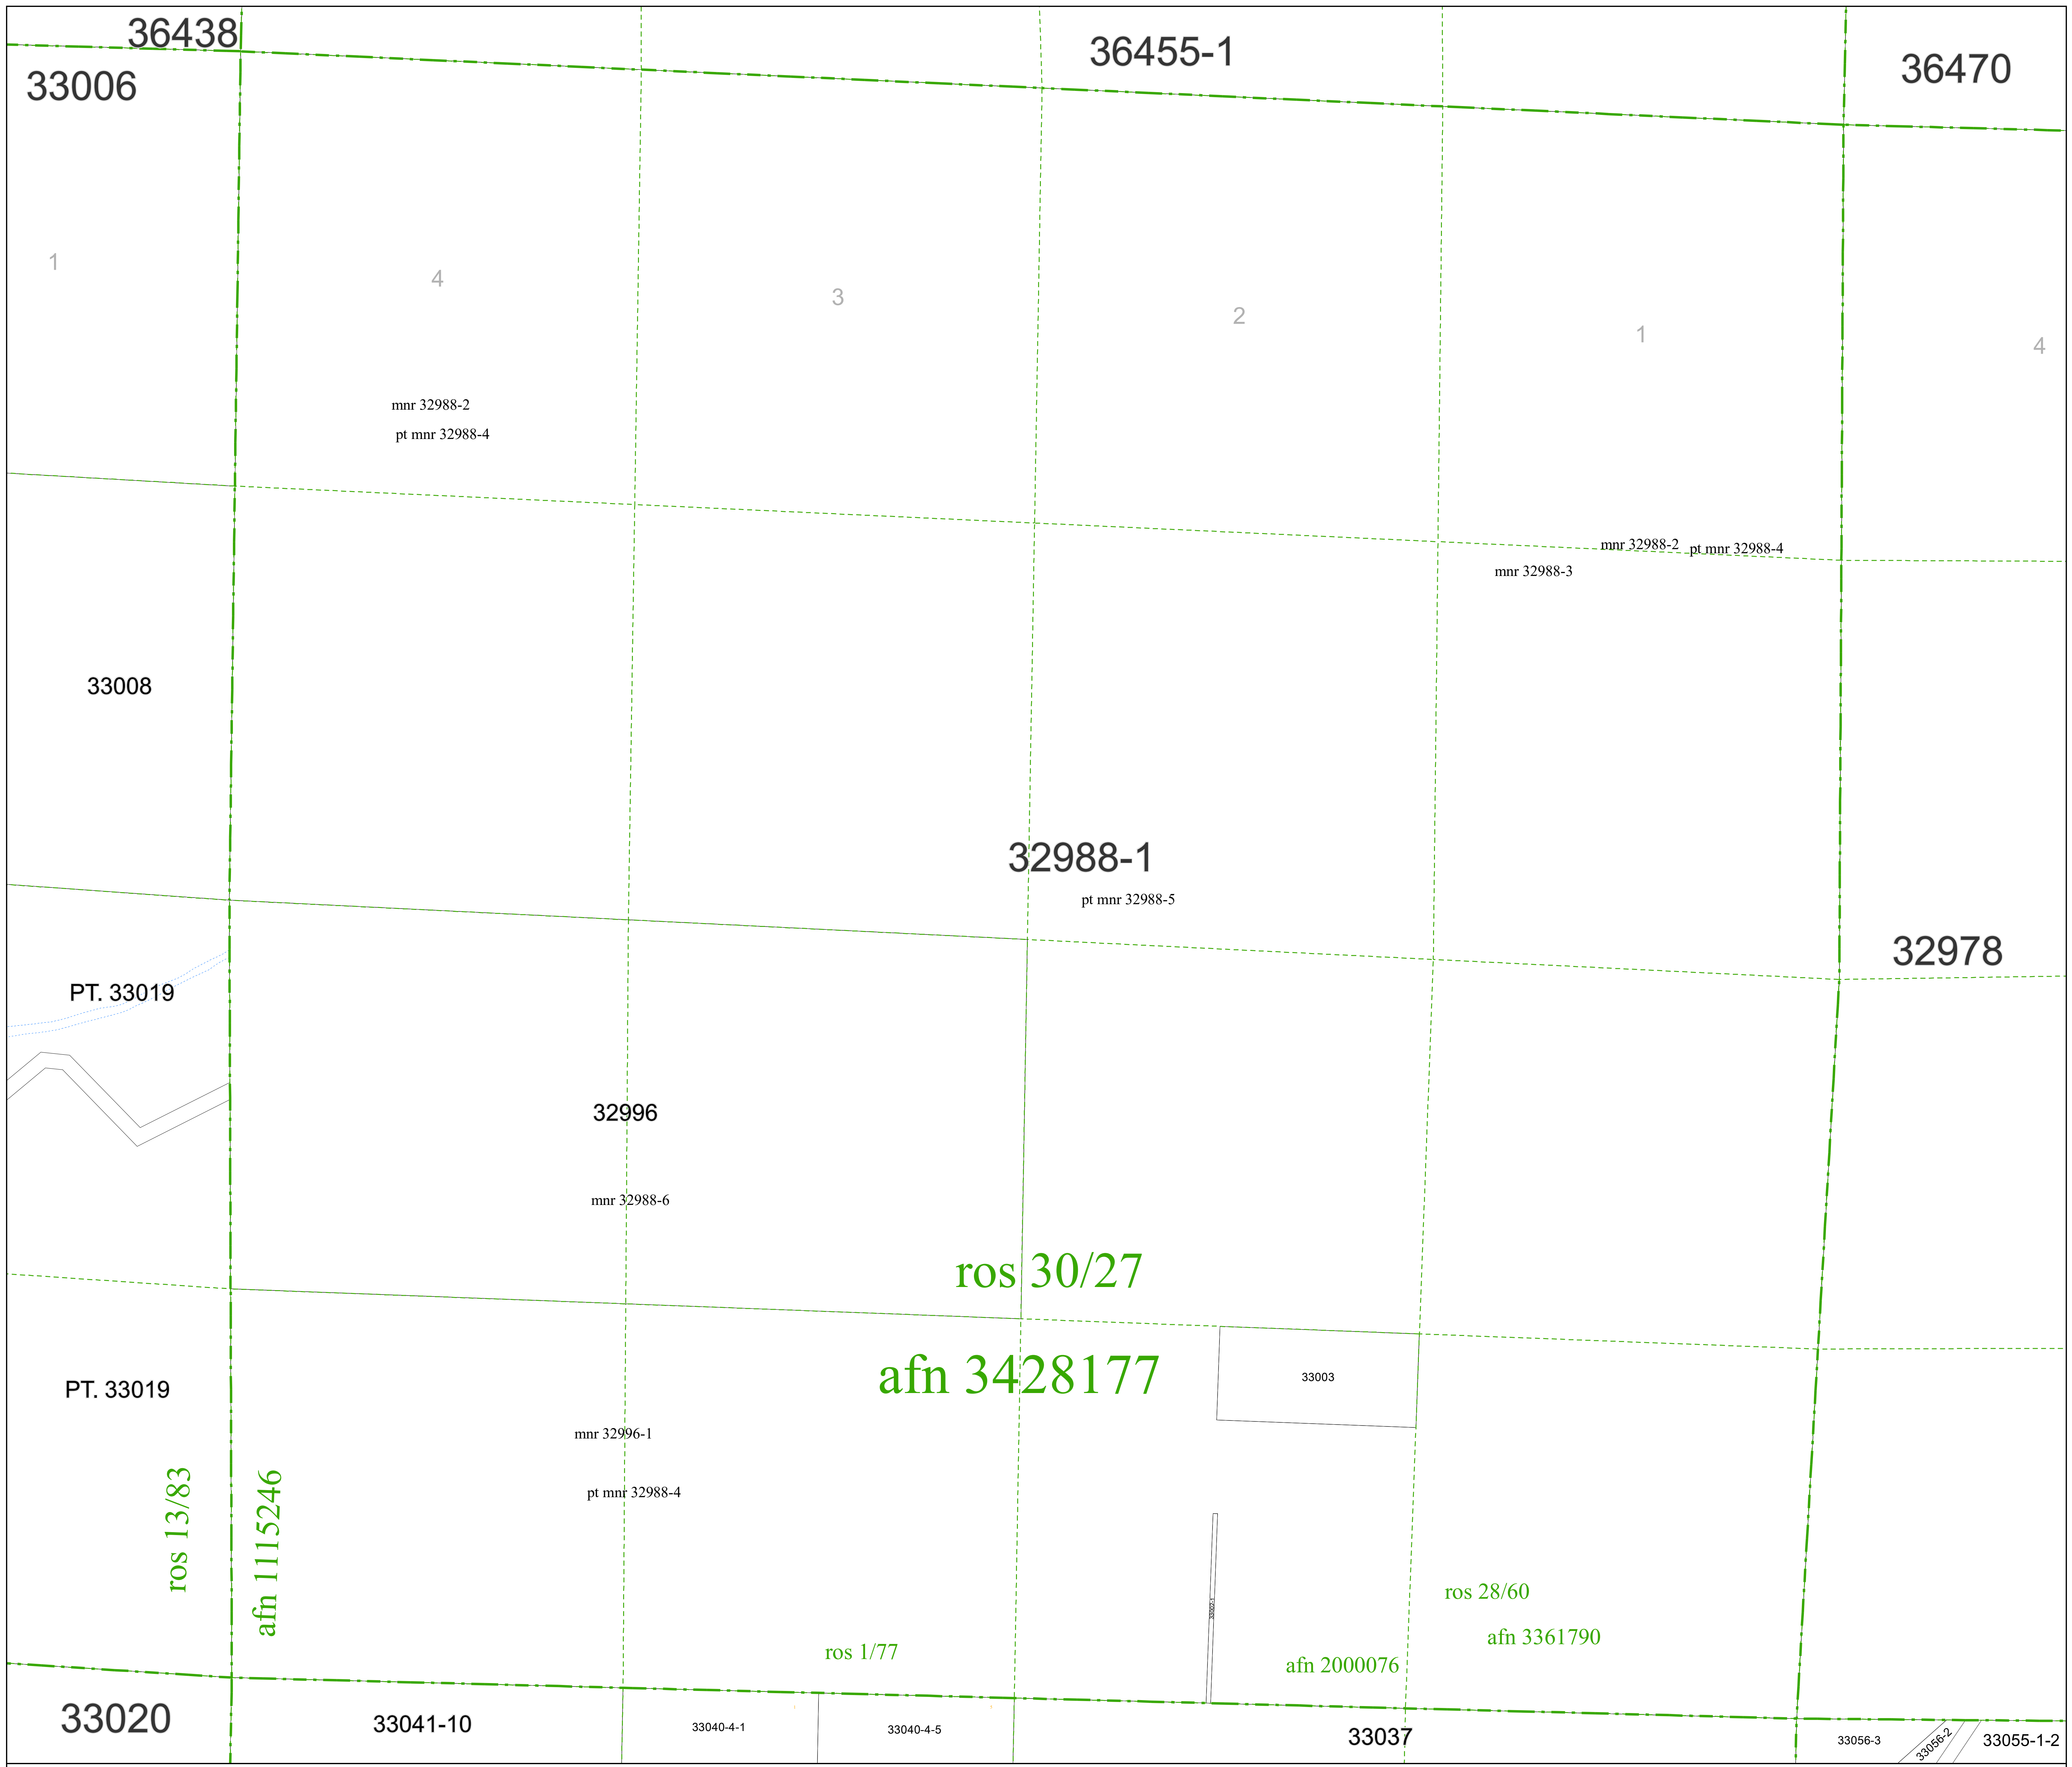 36438
36455-1
36470
33006
1
4
3
2
1
4
mnr 32988-2
pt mnr 32988-4
mnr 32988-2
pt mnr 32988-4
mnr 32988-3
33008
32988-1
pt mnr 32988-5
32978
PT. 33019
32996
mnr 32988-6
ros 30/27
afn 3428177
33003
PT. 33019
mnr 32996-1
pt mnr 32988-4
ros 13/83
afn 1115246
ros 28/60
afn 3361790
ros 1/77
afn 2000076
33020
33041-10
33040-4-1
33040-4-5
33037
33056-3
33056-2
33055-1-2